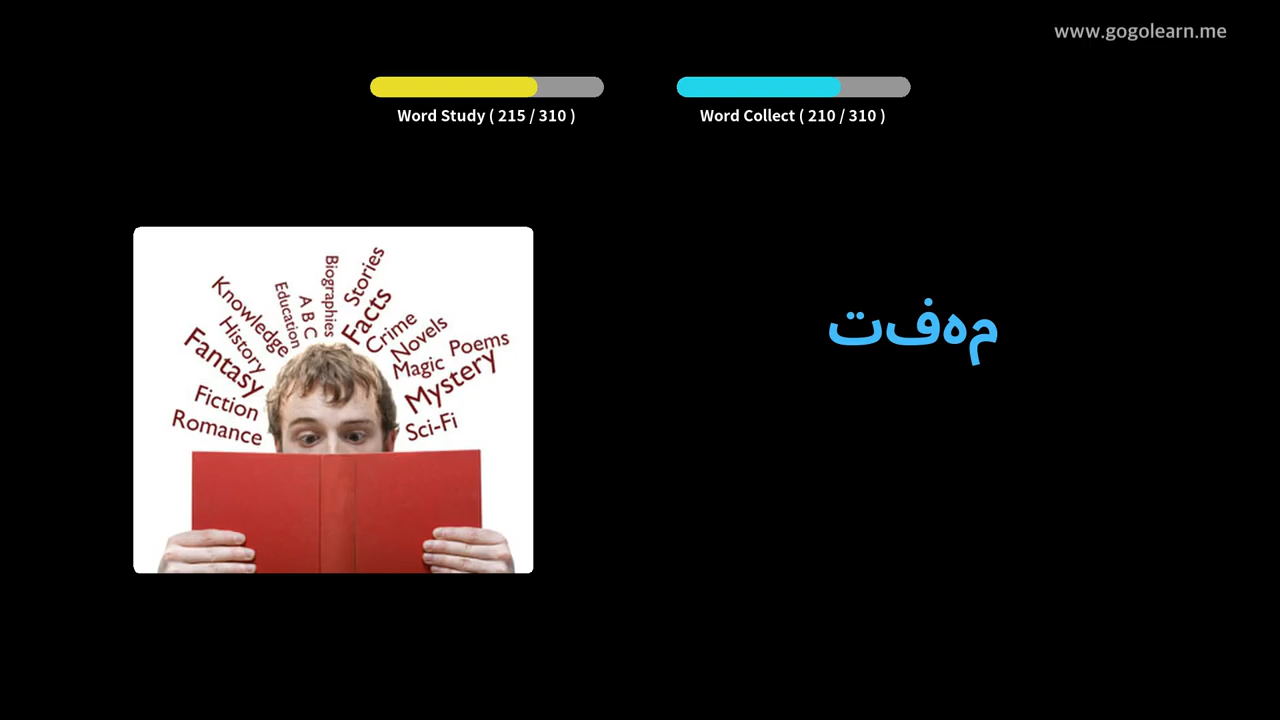 www.gogolearn.me
Word Study ( 215 / 310 )
Word Collect ( 210 / 310 )
Biographies
Stories
Education
A B C
Facts
Knowledge
Crime
History
Novels
Fantasy
Magic
Poems
Fiction
Mystery
Romance
Sci-Fi
مهفت